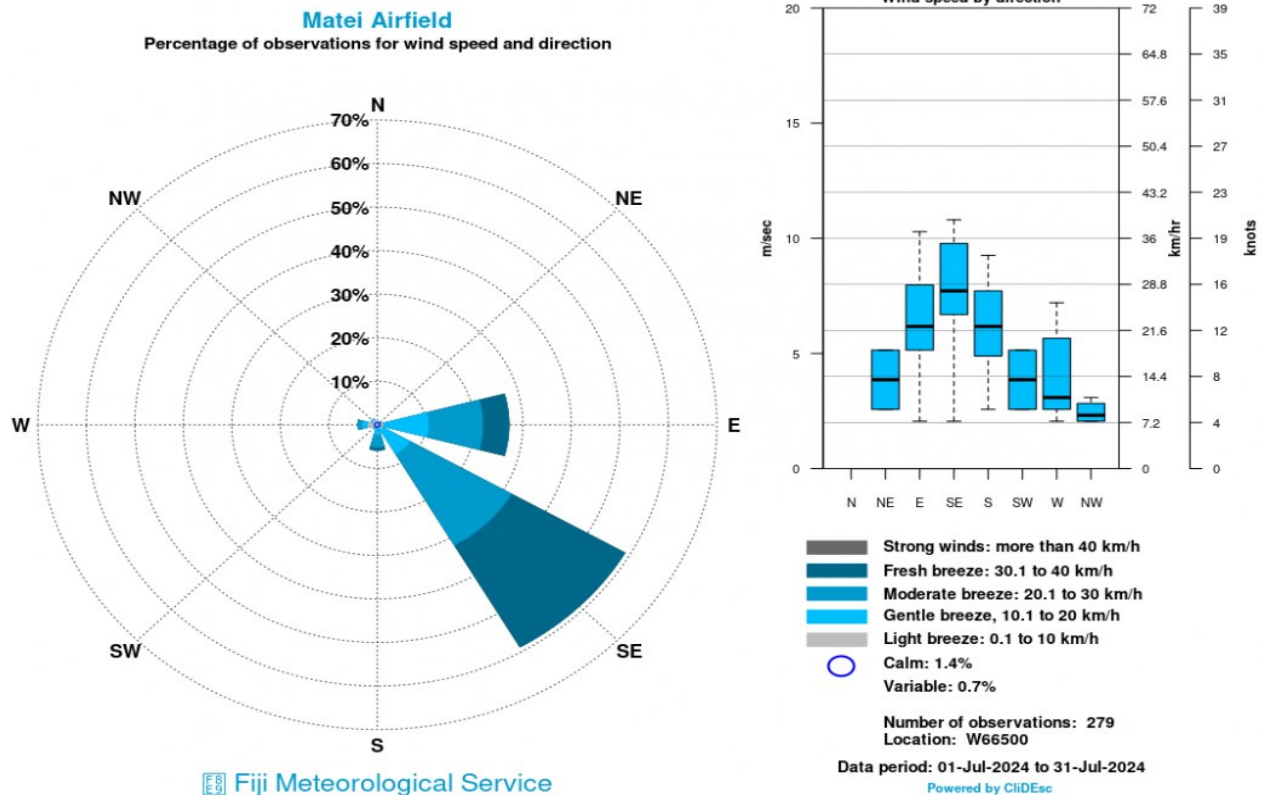 Matei Airfield
Percentage of observations for wind speed and direction
N
70%
60%
50%
40%
30%
20%
10%
NW
NE
W
E
SW
SE
S
Fiji Meteorological Service
Wind speed by direction
20
15
10
5
0
m/sec
72
64.8
57.6
50.4
43.2
36
28.8
21.6
14.4
7.2
0
km/hr
39
35
31
27
23
19
16
12
8
4
0
knots
N NE E SE S SW W NW
Strong winds: more than 40 km/h
Fresh breeze: 30.1 to 40 km/h
Moderate breeze: 20.1 to 30 km/h
Gentle breeze, 10.1 to 20 km/h
Light breeze: 0.1 to 10 km/h
Calm: 1.4%
Variable: 0.7%
Number of observations: 279
Location: W66500
Data period: 01-Jul-2024 to 31-Jul-2024
Powered by CliDEsc